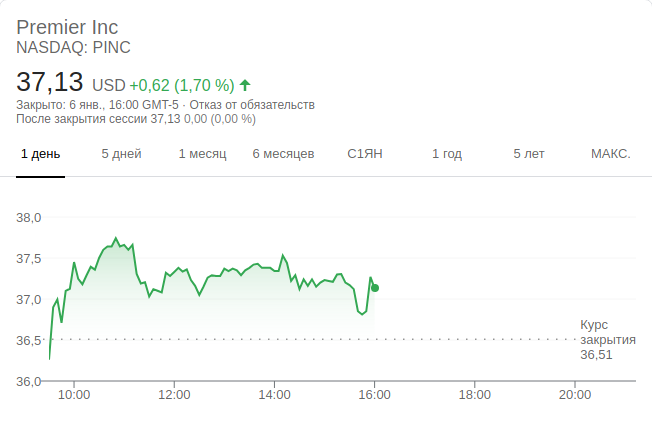 Premier Inc
NASDAQ: PINC
37,13 USD +0,62 (1,70 %)
Закрыто: 6 янв., 16:00 GMT-5 · Отказ от обязательств
После закрытия сессии 37,13 0,00 (0,00 %)
1 день 5 дней 1 месяц 6 месяцев С1ЯН 1 год 5 лет МАКС.
38,0
37,5
37,0
36,5
36,0
Курс
закрытия
36,51
10:00 12:00 14:00 16:00 18:00 20:00